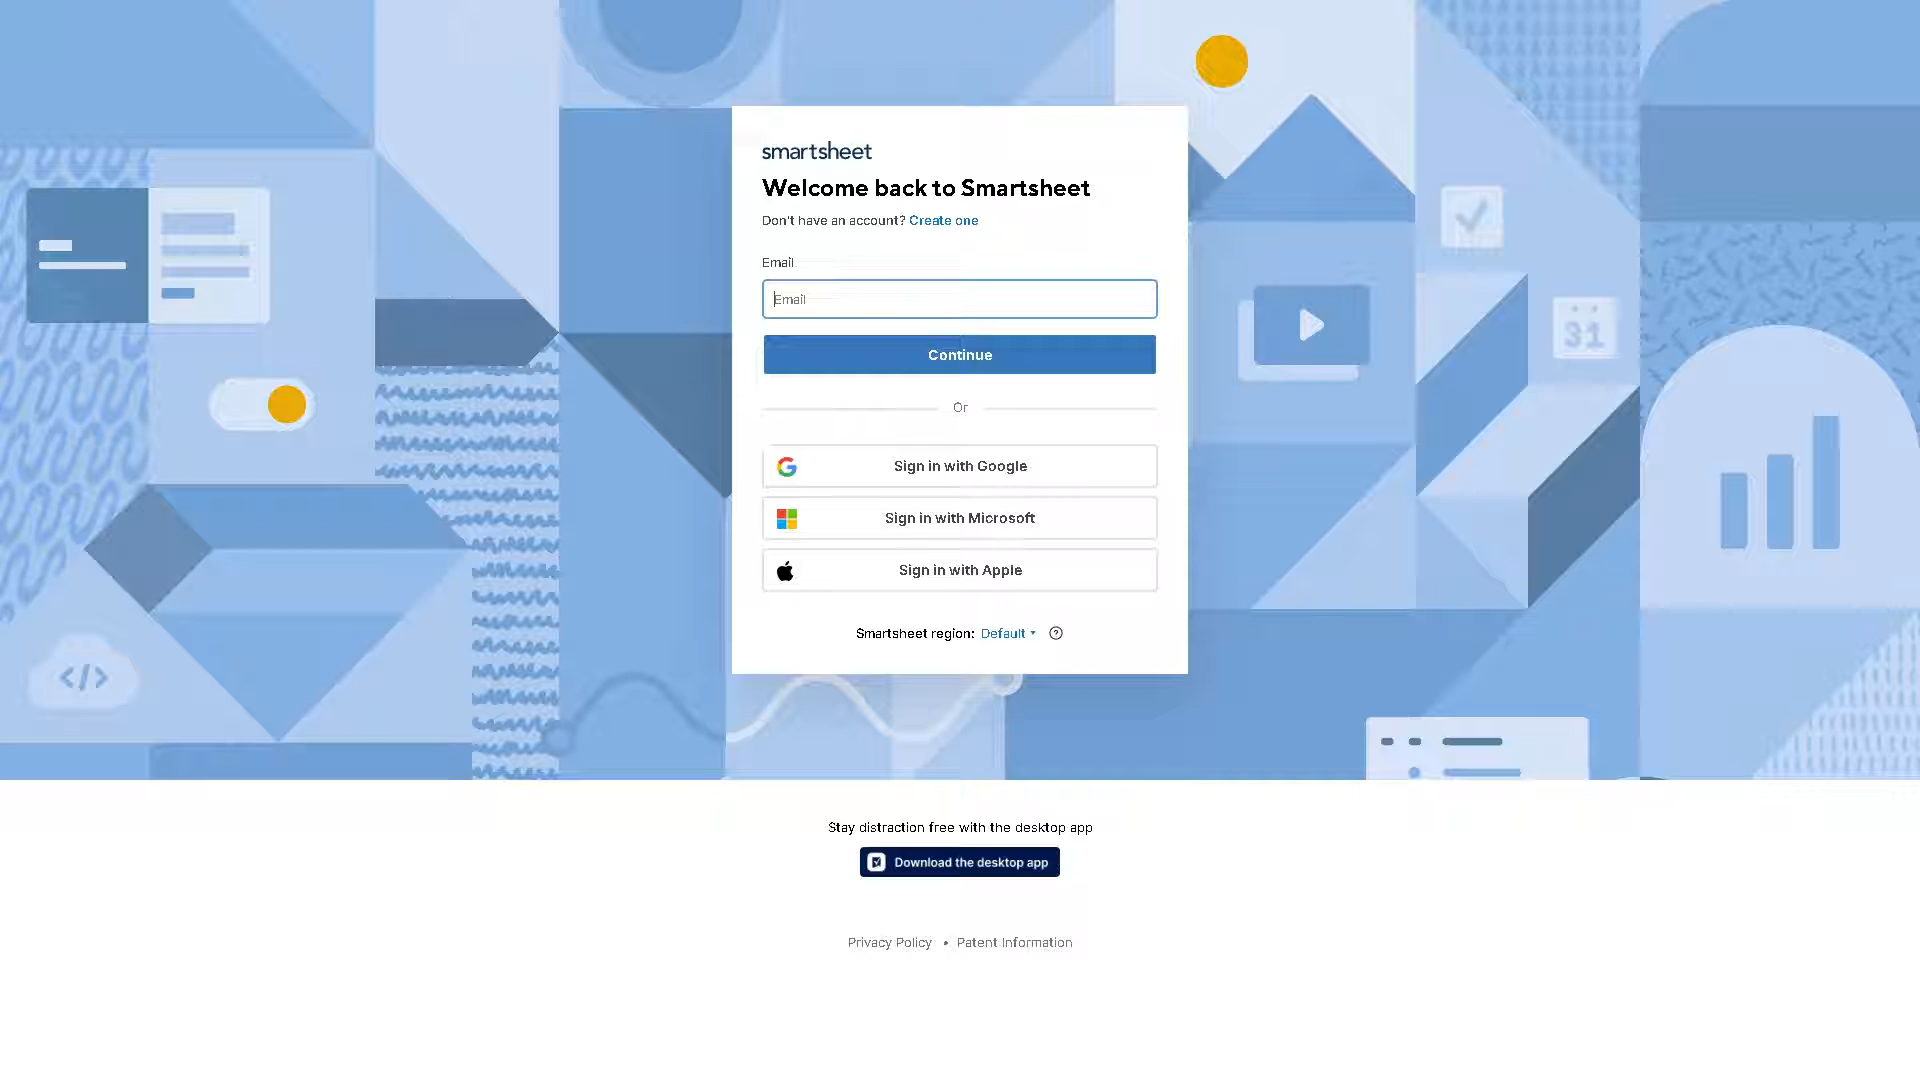 smartsheet
Welcome back to Smartsheet
Don't have an account? Create one
Email
Email
Continue
Or
Sign in with Google
Sign in with Microsoft
Sign in with Apple
Smartsheet region: Default
31
Stay distraction free with the desktop app
Download the desktop app
Privacy Policy • Patent Information